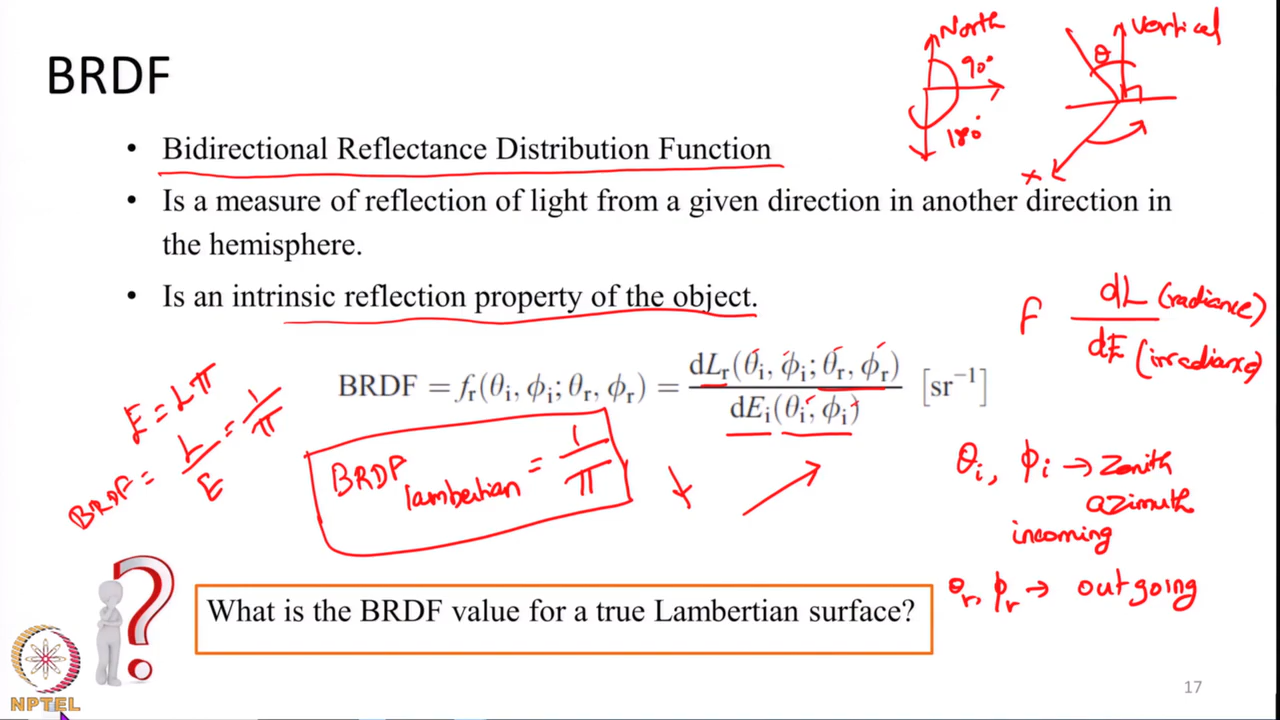 BRDF
• Bidirectional Reflectance Distribution Function
• Is a measure of reflection of light from a given direction in another direction in
the hemisphere.
• Is an intrinsic reflection property of the object.
BRDF = fr(θi, ϕi; θr, ϕr) = dLr(θi, ϕi; θr, ϕr) / dEi(θi, ϕi) [sr⁻¹]
E = Lπ
BRDF = L/E = 1/π
BRDF lambertian = 1/π
What is the BRDF value for a true Lambertian surface?
North
90°
180°
Vertical
θ
x
f dL (radiance)
dE (irradiance)
θi, ϕi → Zenith
azimuth
incoming
θr, ϕr → outgoing
NPTEL
17